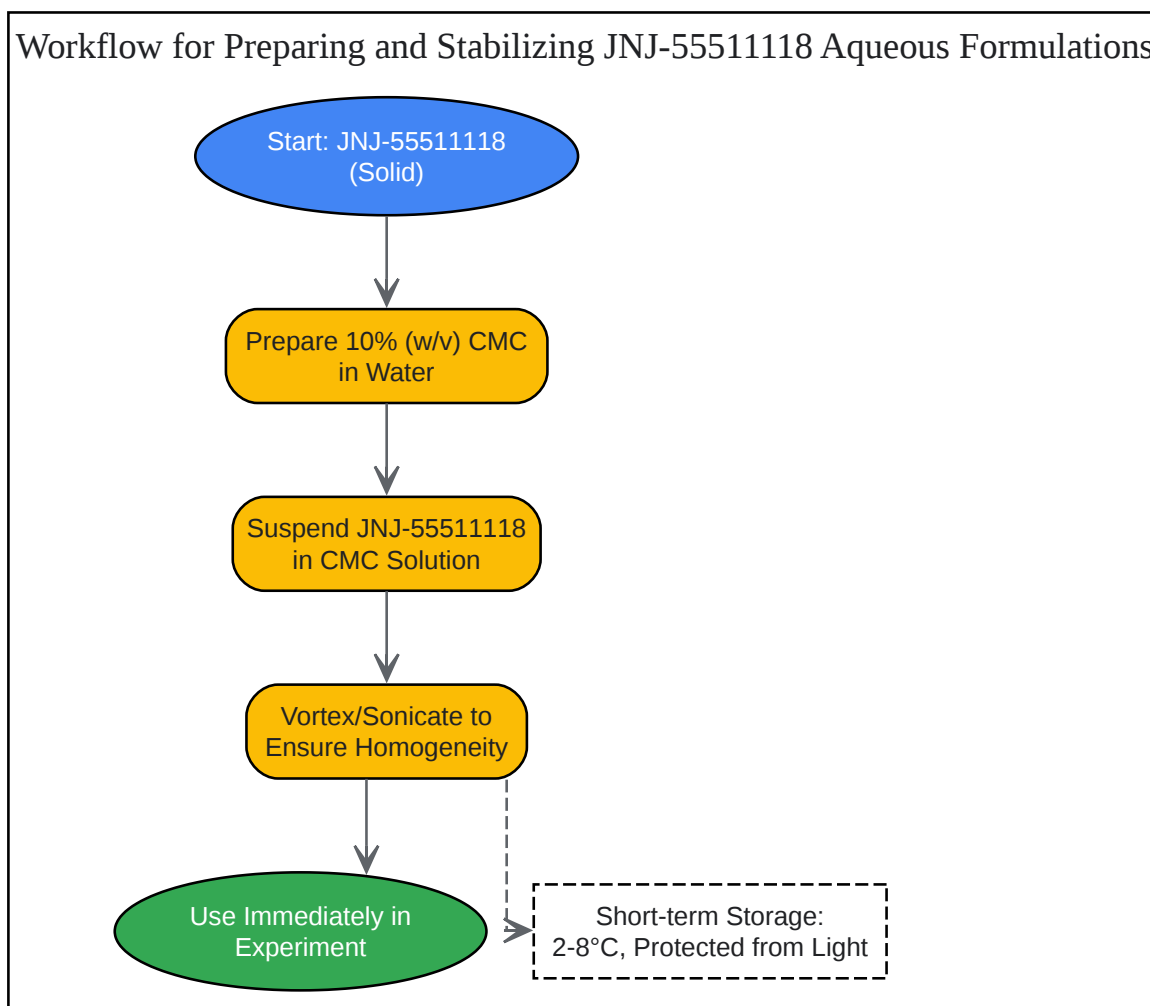 Workflow for Preparing and Stabilizing JNJ-55511118 Aqueous Formulations
Start: JNJ-55511118
(Solid)
Prepare 10% (w/v) CMC
in Water
Suspend JNJ-55511118
in CMC Solution
Vortex/Sonicate to
Ensure Homogeneity
Use Immediately in
Experiment
Short-term Storage:
2-8°C, Protected from Light